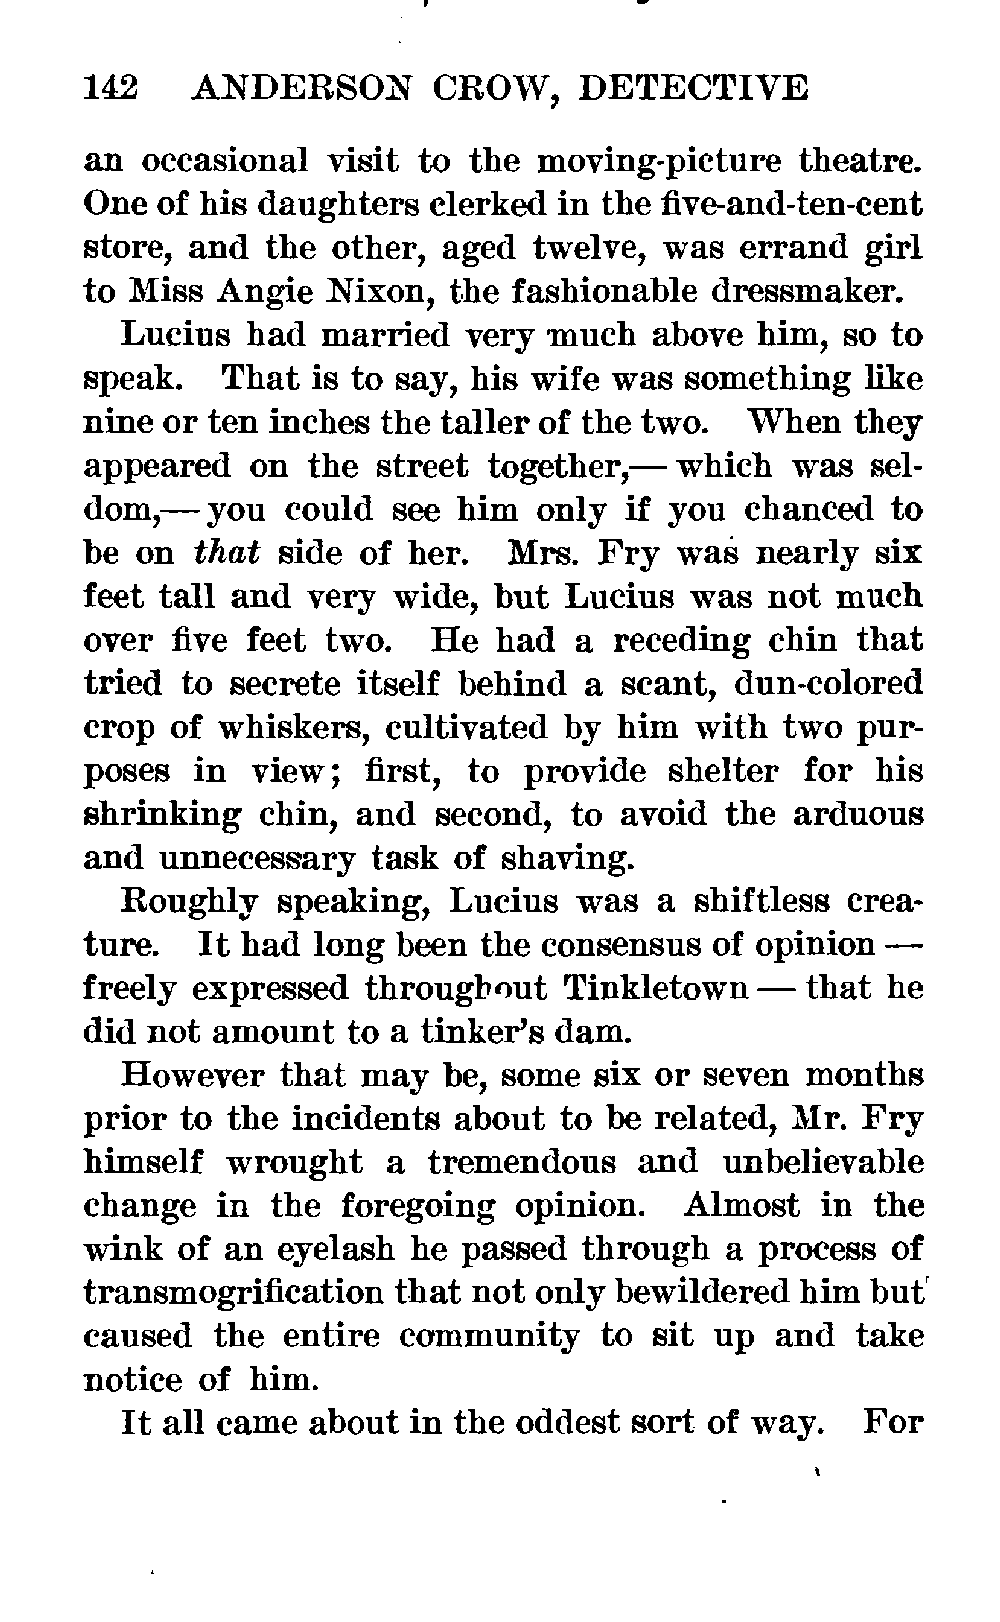 142 ANDERSON CROW, DETECTIVE
an occasional visit to the moving-picture theatre.
One of his daughters clerked in the five-and-ten-cent
store, and the other, aged twelve, was errand girl
to Miss Angie Nixon, the fashionable dressmaker.
Lucius had married very much above him, so to
speak. That is to say, his wife was something like
nine or ten inches the taller of the two. When they
appeared on the street together,— which was sel-
dom,— you could see him only if you chanced to
be on that side of her. Mrs. Fry was nearly six
feet tall and very wide, but Lucius was not much
over five feet two. He had a receding chin that
tried to secrete itself behind a scant, dun-colored
crop of whiskers, cultivated by him with two pur-
poses in view; first, to provide shelter for his
shrinking chin, and second, to avoid the arduous
and unnecessary task of shaving.
Roughly speaking, Lucius was a shiftless crea-
ture. It had long been the consensus of opinion —
freely expressed throughout Tinkletown — that he
did not amount to a tinker's dam.
However that may be, some six or seven months
prior to the incidents about to be related, Mr. Fry
himself wrought a tremendous and unbelievable
change in the foregoing opinion. Almost in the
wink of an eyelash he passed through a process of
transmogrification that not only bewildered him but
caused the entire community to sit up and take
notice of him.
It all came about in the oddest sort of way. For